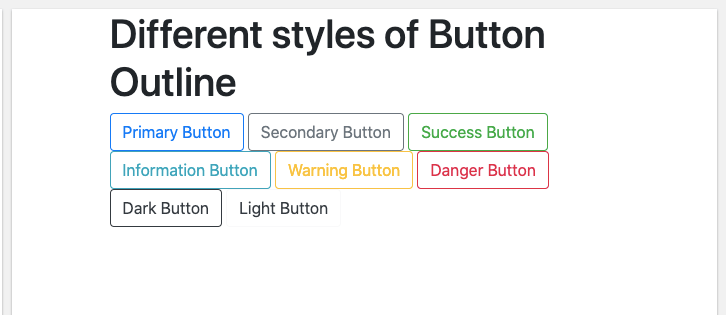 Different styles of Button
Outline
Primary Button Secondary Button Success Button
Information Button Warning Button Danger Button
Dark Button Light Button